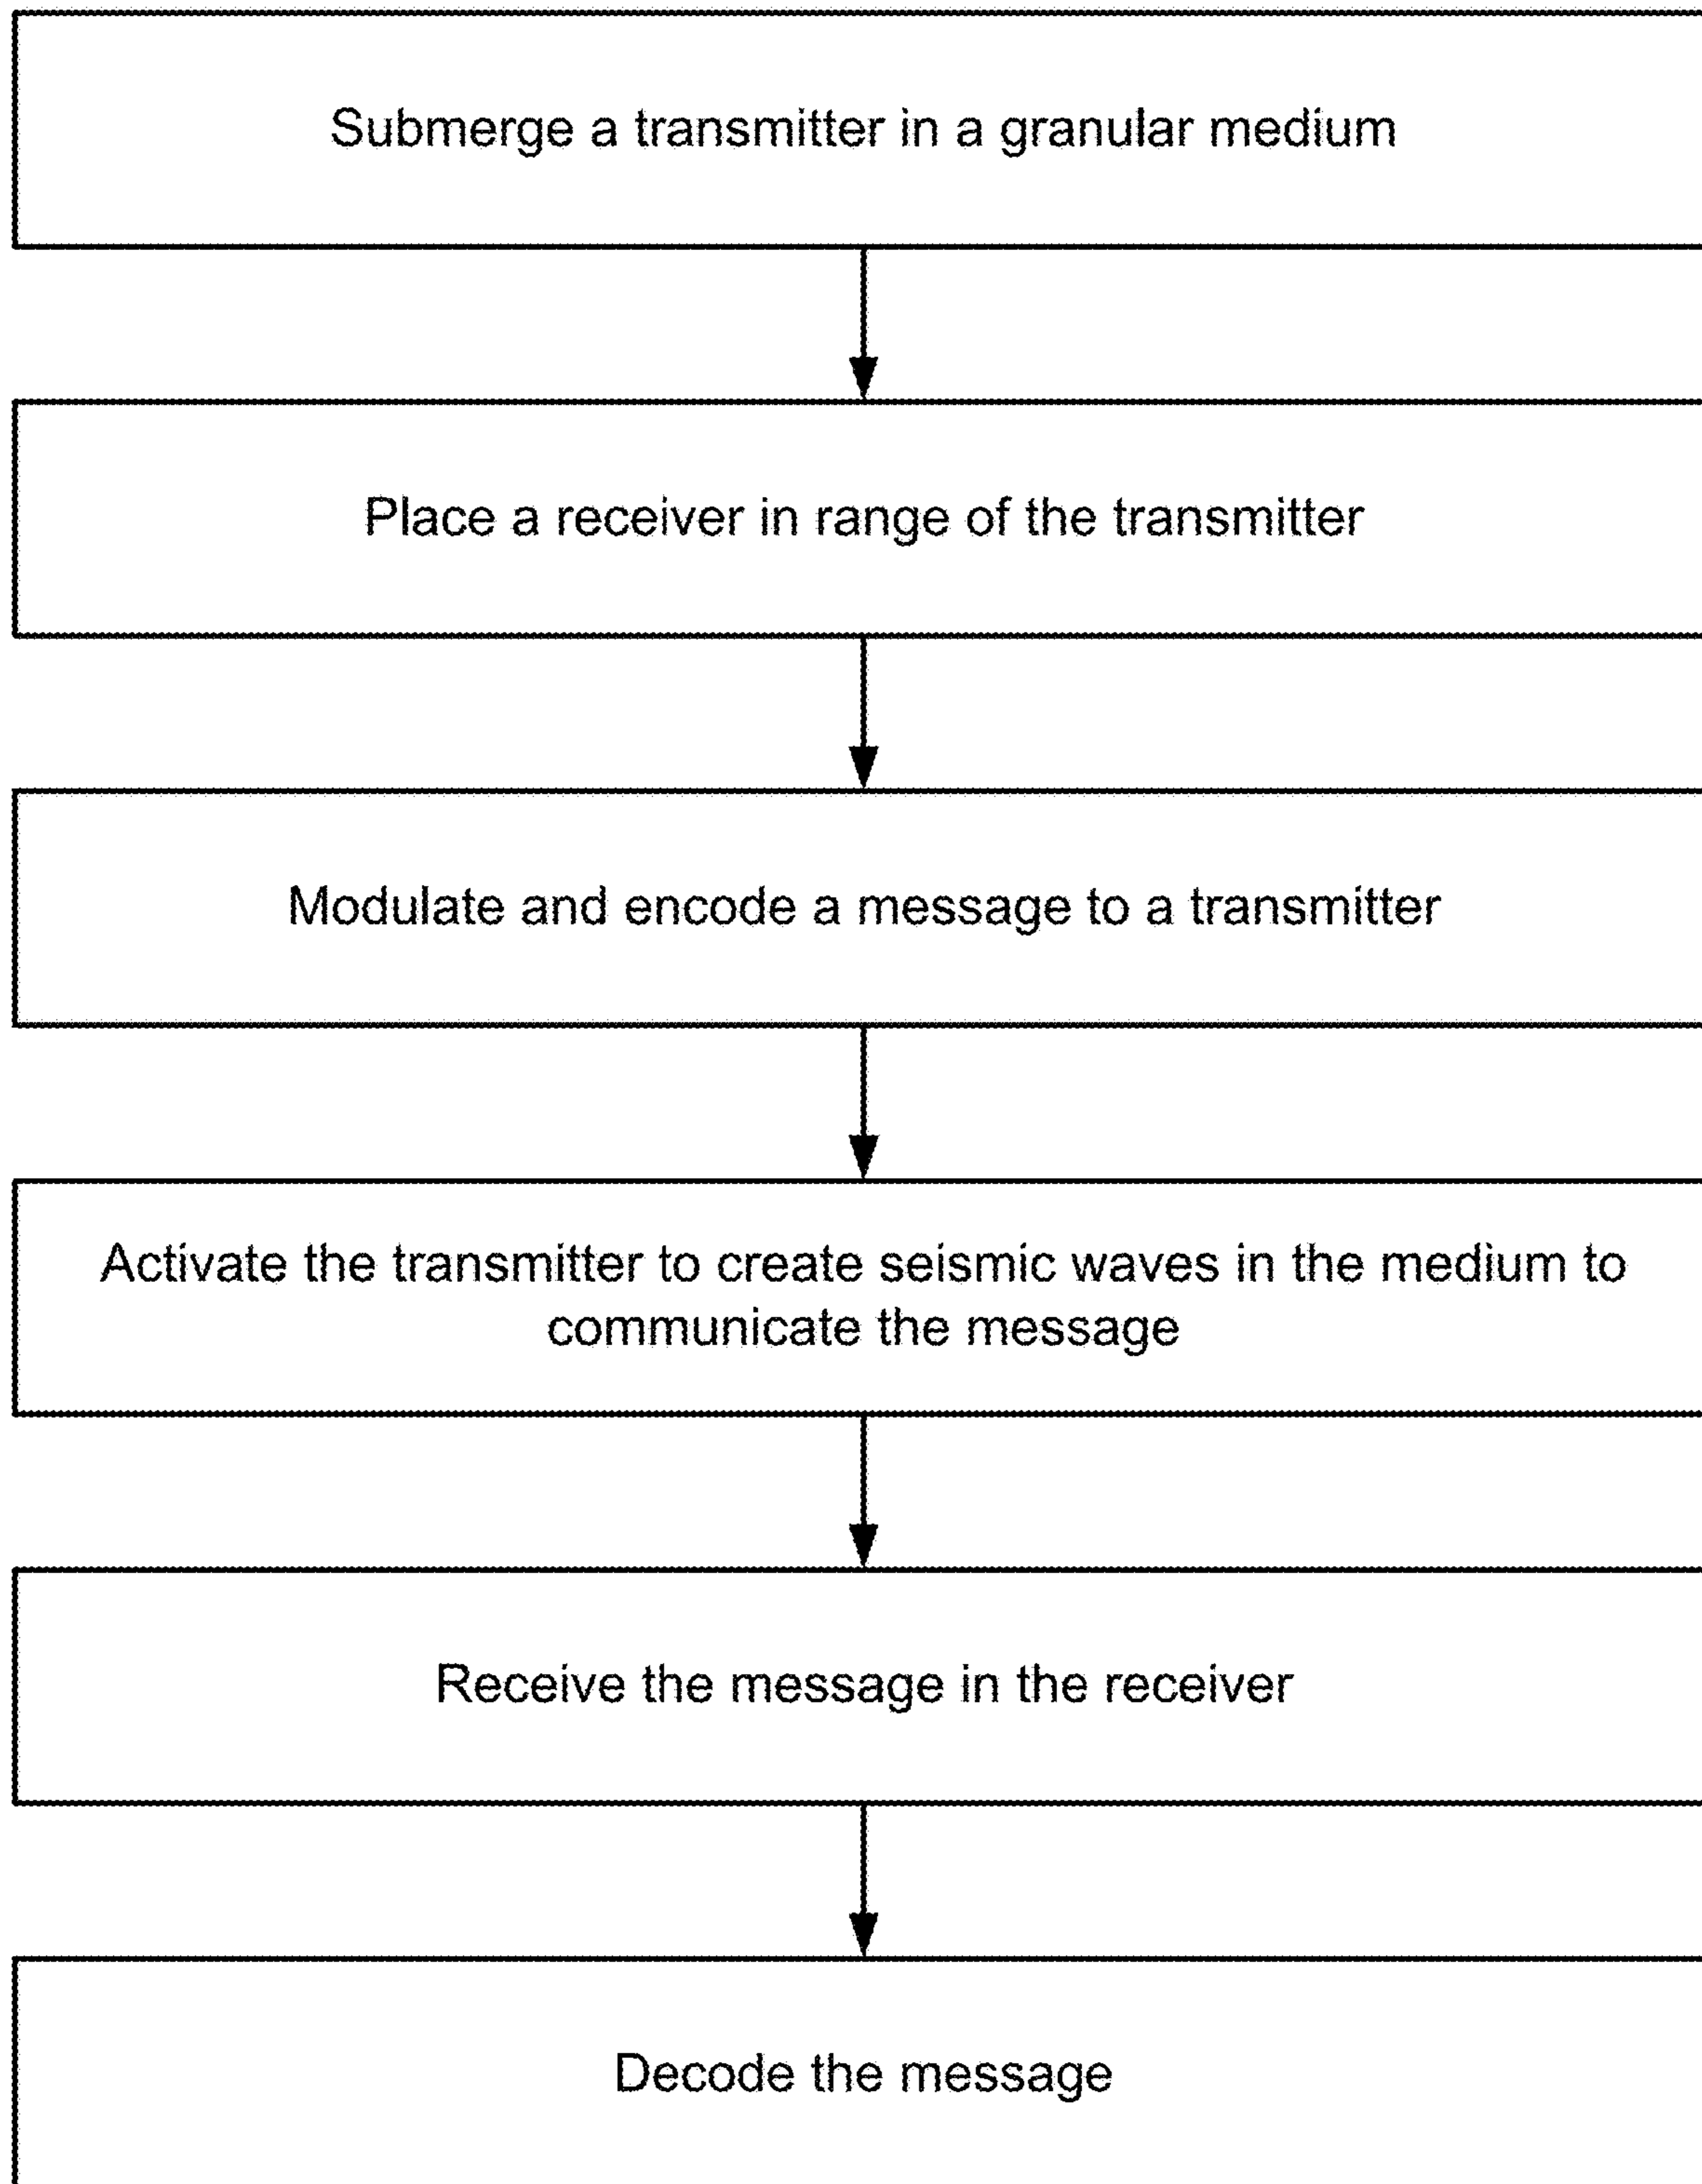 Submerge a transmitter in a granular medium
Place a receiver in range of the transmitter
Modulate and encode a message to a transmitter
Activate the transmitter to create seismic waves in the medium to
communicate the message
Receive the message in the receiver
Decode the message